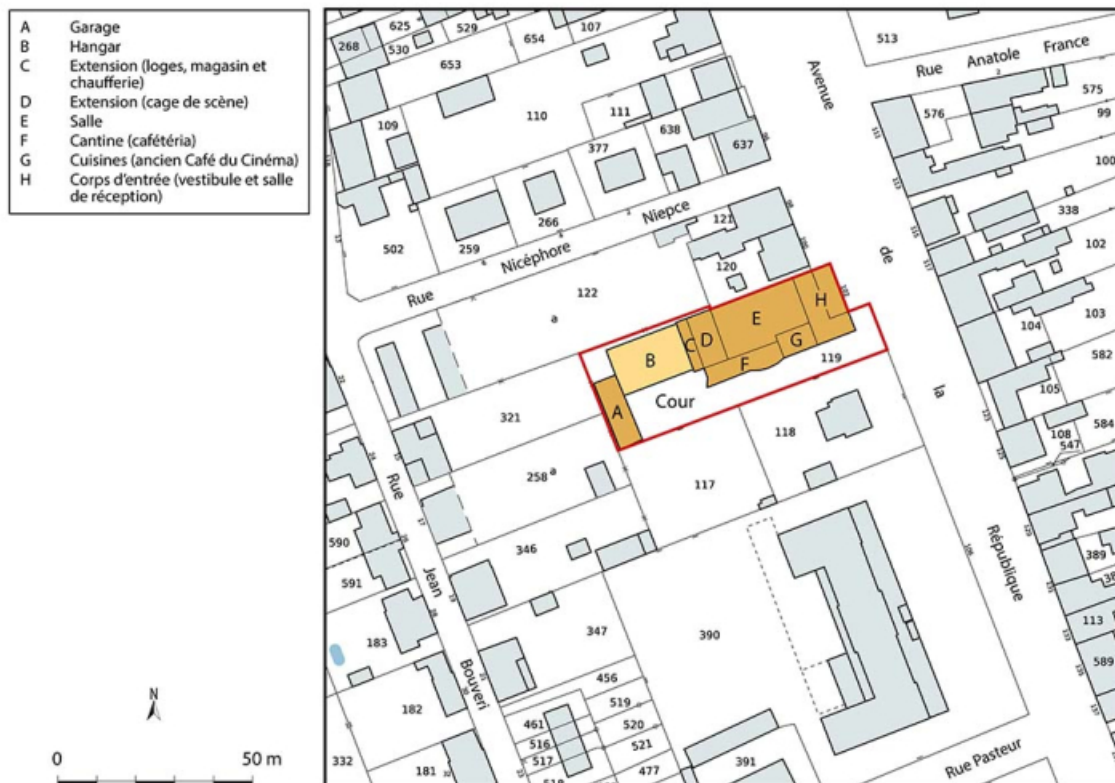 A Garage
B Hangar
C Extension (loges, magasin et
chaufferie)
D Extension (cage de scène)
E Salle
F Cantine (cafétéria)
G Cuisines (ancien Café du Cinéma)
H Corps d'entrée (vestibule et salle
de réception)
N
0 50 m
625
529
107
268
530
654
653
513
Avenue
Rue Anatole France
575
576
99
110
111
109
638
637
377
100
338
502
259
266
Rue Nicéphore Niepce
121
120
de
102
122
a
H
E
D
C
B
G
F
119
103
104
582
A
Cour
la
105
321
118
584
108
547
258
a
117
Rue
République
346
590
591
Jean
389
38
113
183
347
390
589
Bouveri
456
182
461
519
516
520
517
521
332
181
477
391
Rue Pasteur